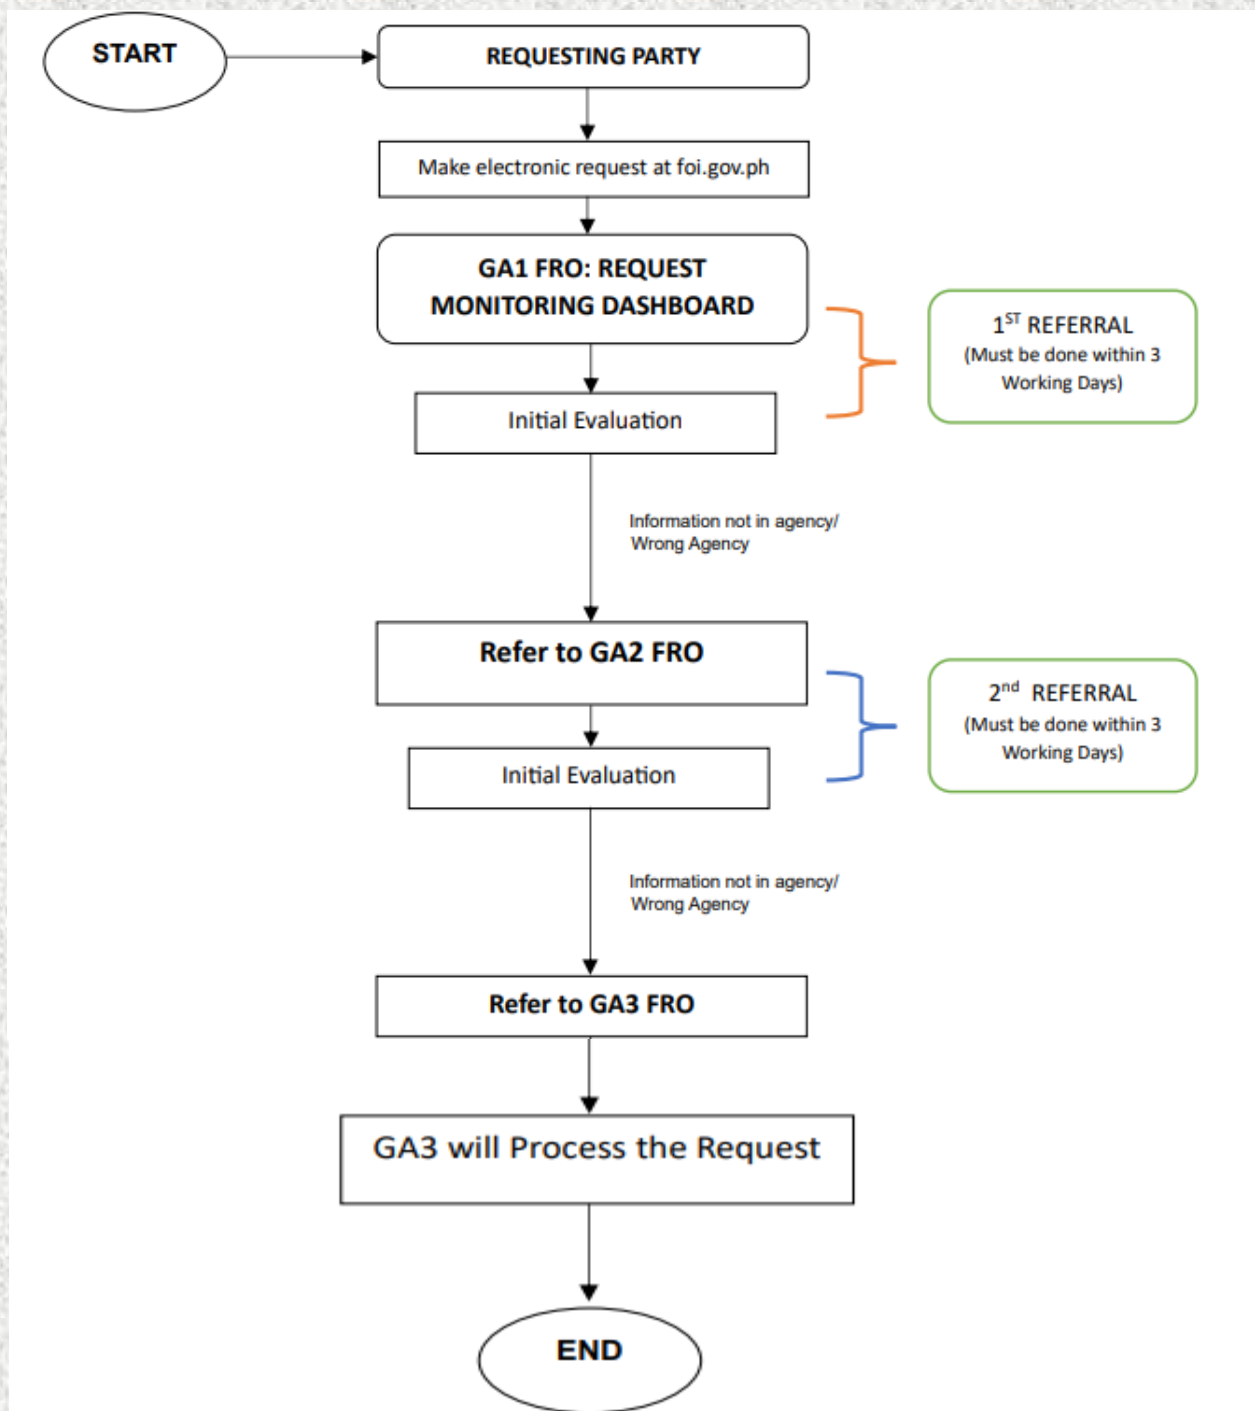 START
REQUESTING PARTY
Make electronic request at foi.gov.ph
GA1 FRO: REQUEST
MONITORING DASHBOARD
1ST REFERRAL
(Must be done within 3
Working Days)
Initial Evaluation
Information not in agency/
Wrong Agency
Refer to GA2 FRO
2nd REFERRAL
(Must be done within 3
Working Days)
Initial Evaluation
Information not in agency/
Wrong Agency
Refer to GA3 FRO
GA3 will Process the Request
END